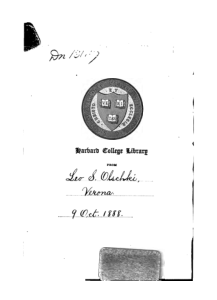 Harvard College Library
FROM
Leo S. Olschki,
Verona.
9 Oct. 1888.